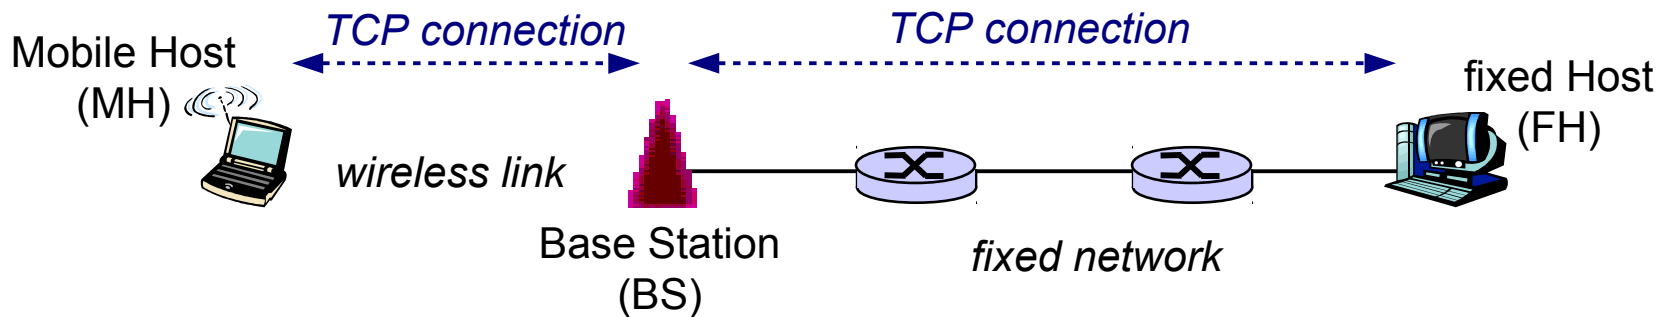 TCP connection
TCP connection
Mobile Host
(MH)
fixed Host
(FH)
wireless link
Base Station
(BS)
fixed network